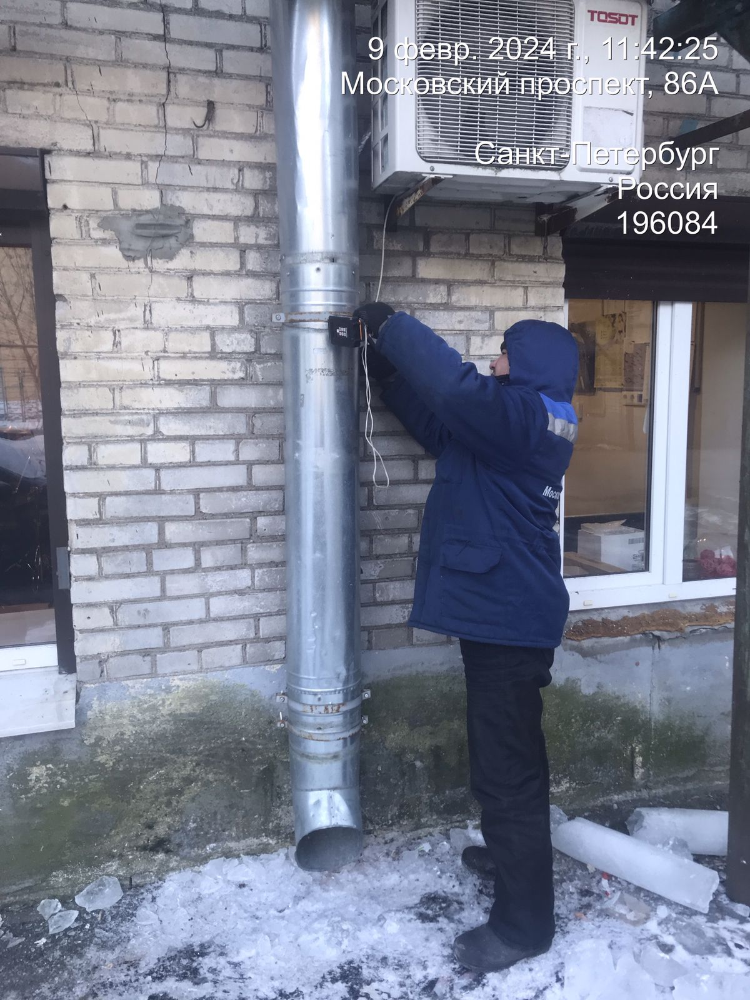 TOSOT
9 февр. 2024 г., 11:42:25
Московский проспект, 86А
Санкт-Петербург
Россия
196084